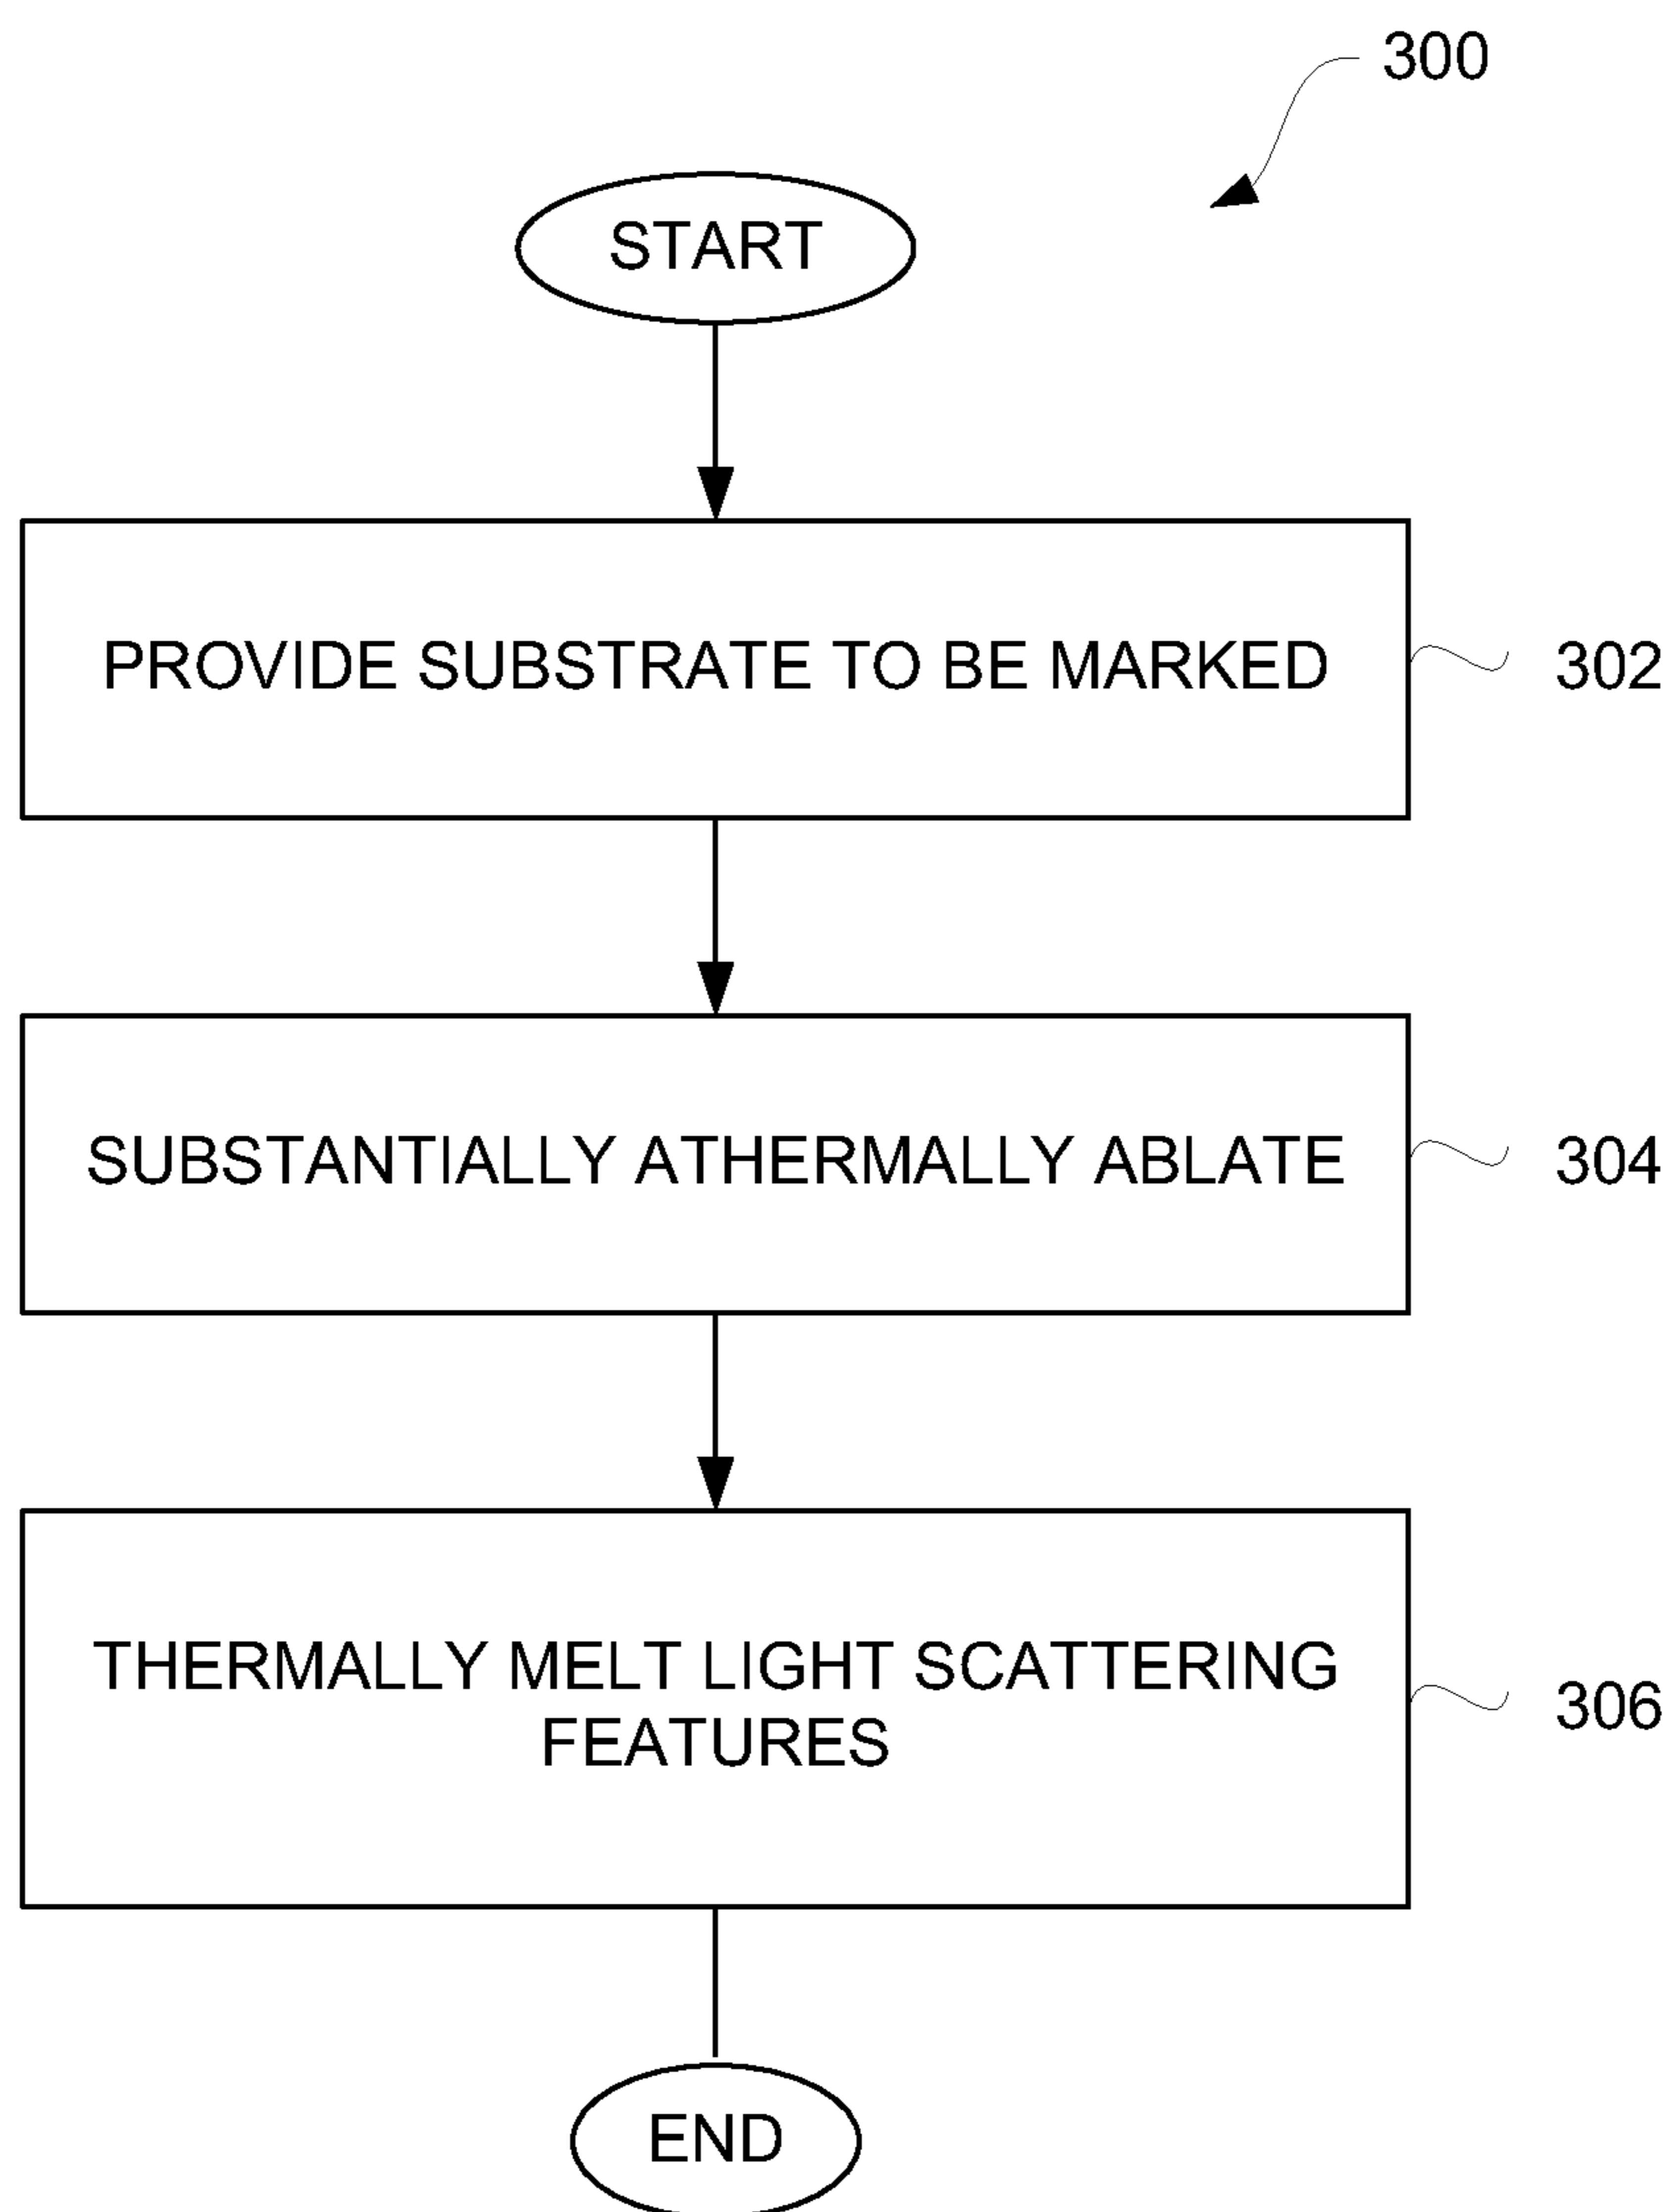 300
START
PROVIDE SUBSTRATE TO BE MARKED
302
SUBSTANTIALLY ATHERMALLY ABLATE
304
THERMALLY MELT LIGHT SCATTERING
FEATURES
306
END